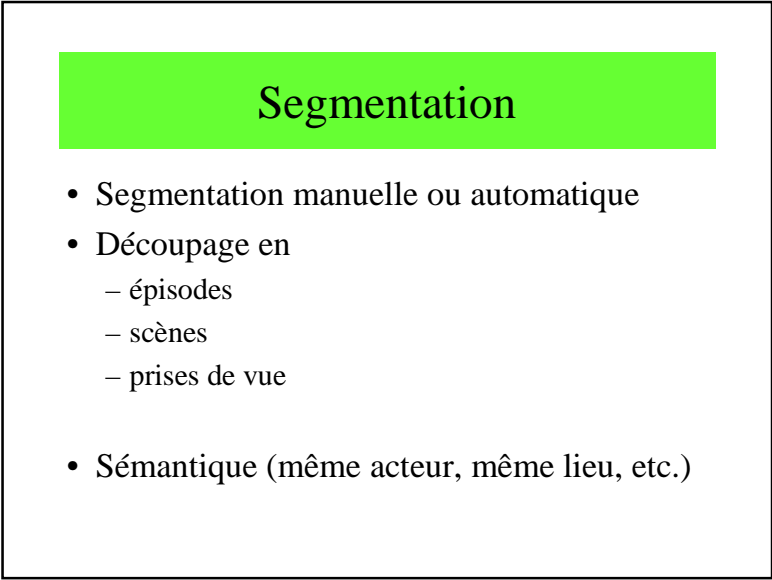 Segmentation
• Segmentation manuelle ou automatique
• Découpage en
– épisodes
– scènes
– prises de vue
• Sémantique (même acteur, même lieu, etc.)